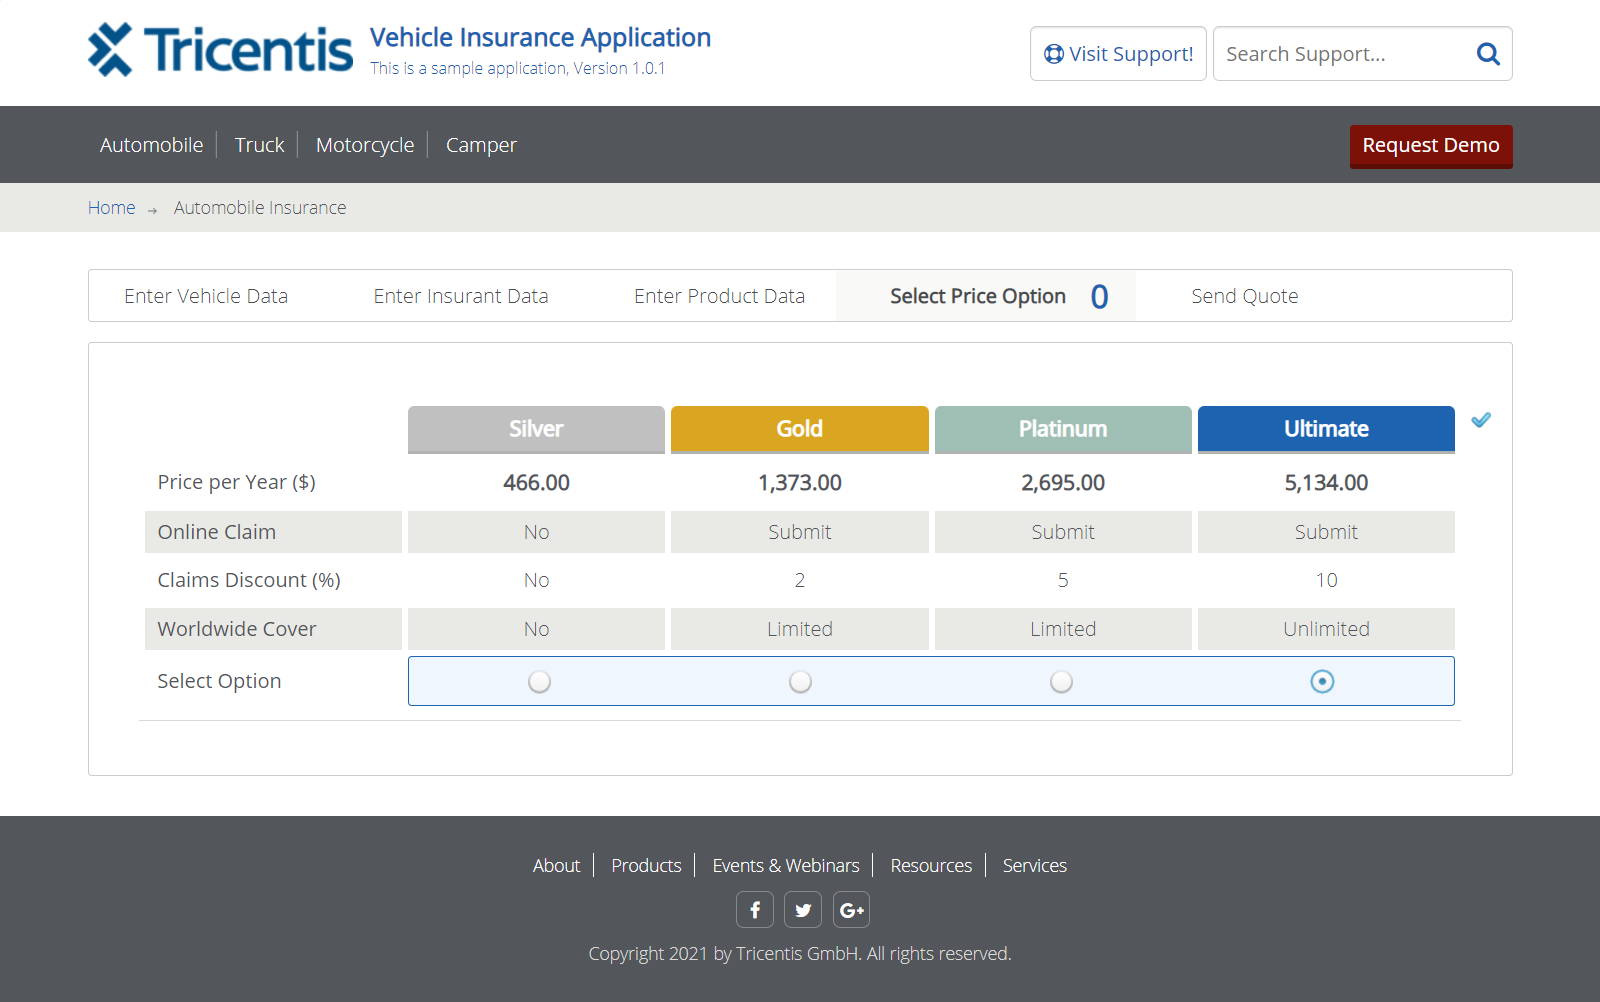 Tricentis
Vehicle Insurance Application
This is a sample application, Version 1.0.1
Visit Support!
Search Support...
Automobile
Truck
Motorcycle
Camper
Request Demo
Home → Automobile Insurance
Enter Vehicle Data
Enter Insurant Data
Enter Product Data
Select Price Option 0
Send Quote
Silver Gold Platinum Ultimate
Price per Year ($) 466.00 1,373.00 2,695.00 5,134.00
Online Claim No Submit Submit Submit
Claims Discount (%) No 2 5 10
Worldwide Cover No Limited Limited Unlimited
Select Option
About Products Events & Webinars Resources Services
f G+
Copyright 2021 by Tricentis GmbH. All rights reserved.